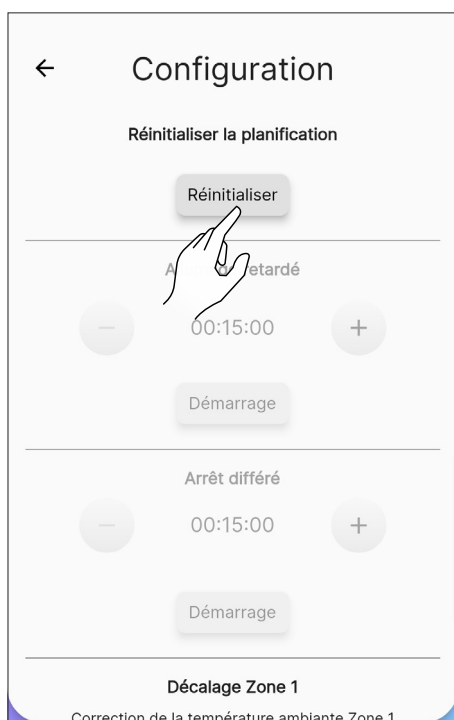 Configuration
Réinitialiser la planification
Réinitialiser
00:15:00
Démarrage
Arrêt différé
00:15:00
Démarrage
Décalage Zone 1
Correction de la température ambiante Zone 1